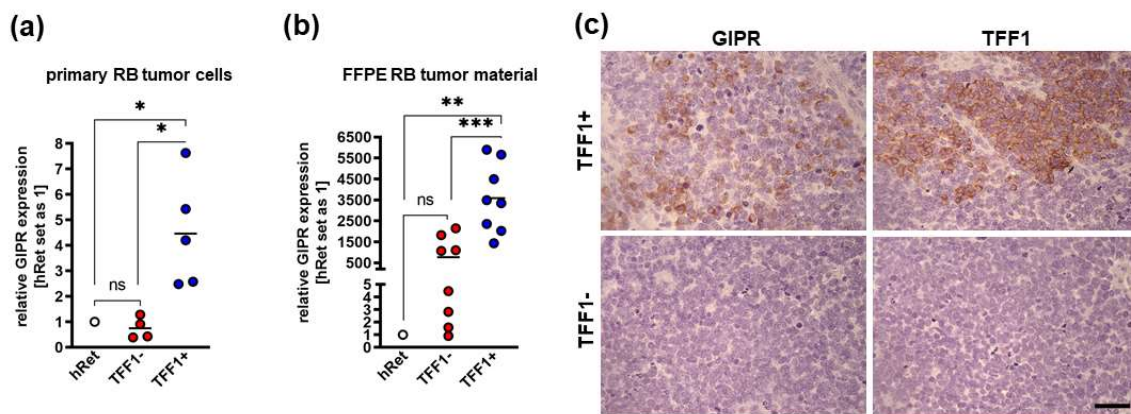 (a)
primary RB tumor cells
relative GIPR expression
[hRet set as 1]
8
7
6
5
4
3
2
1
0
*
*
ns
hRet
TFF1-
TFF1+
(b)
FFPE RB tumor material
relative GIPR expression
[hRet set as 1]
6500
5500
4500
3500
2500
1500
500
5
4
3
2
1
0
**
***
ns
hRet
TFF1-
TFF1+
(c)
GIPR
TFF1
TFF1+
TFF1-